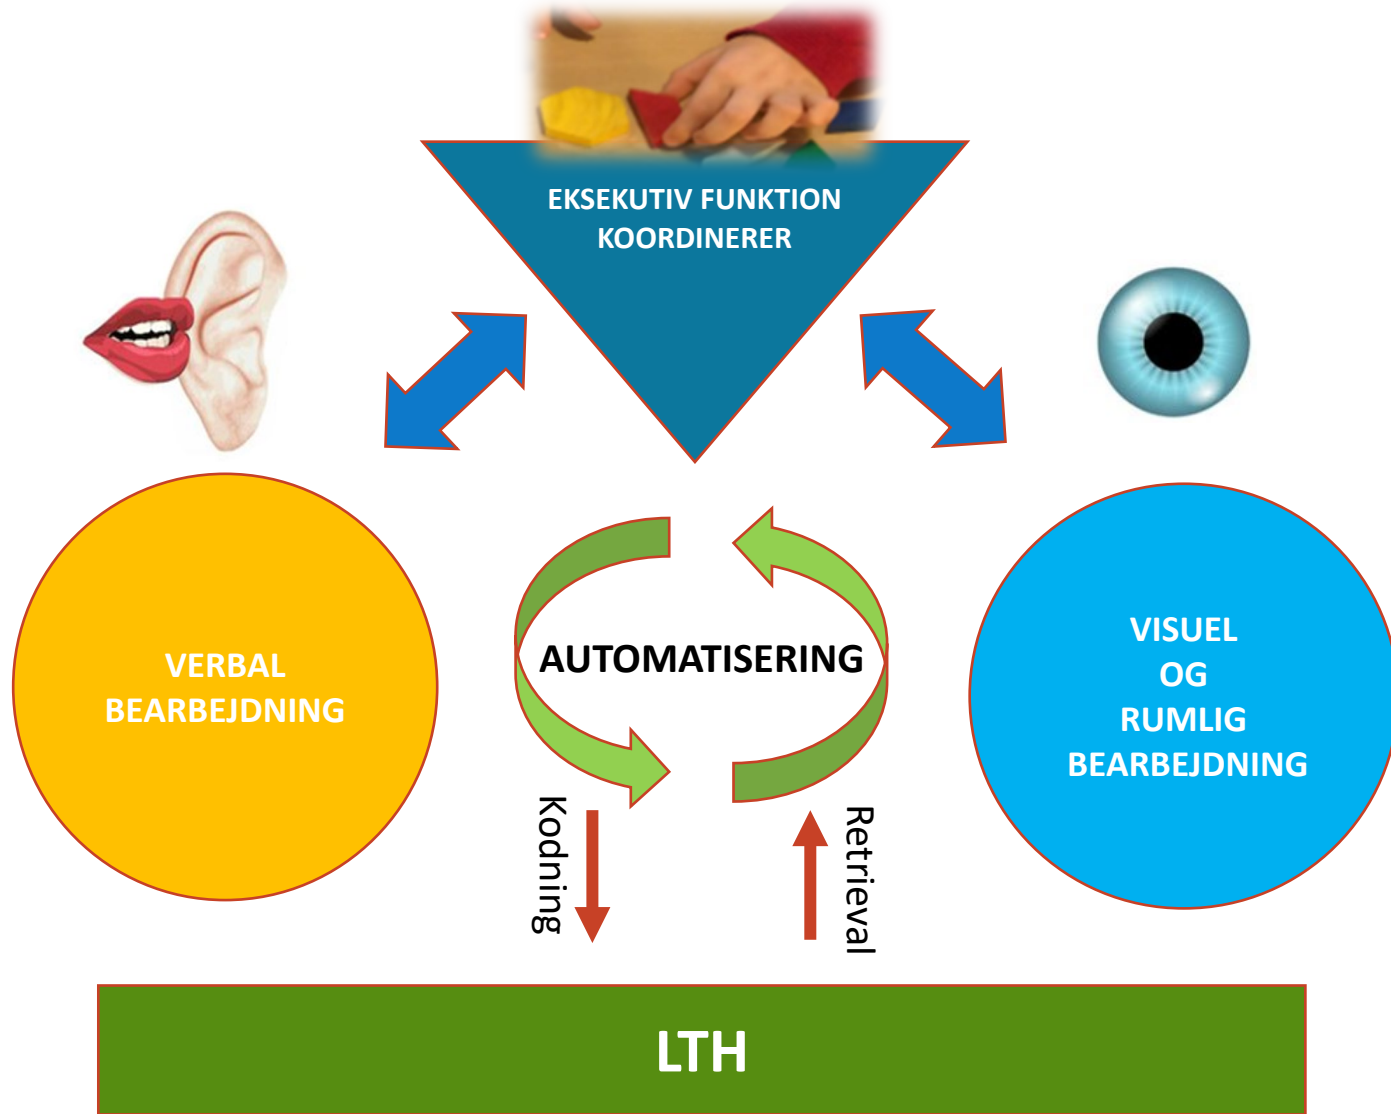 EKSEKUTIV FUNKTION
KOORDINERER
VERBAL
BEARBEJDNING
AUTOMATISERING
VISUEL
OG
RUMLIG
BEARBEJDNING
Kodning
Retrieval
LTH